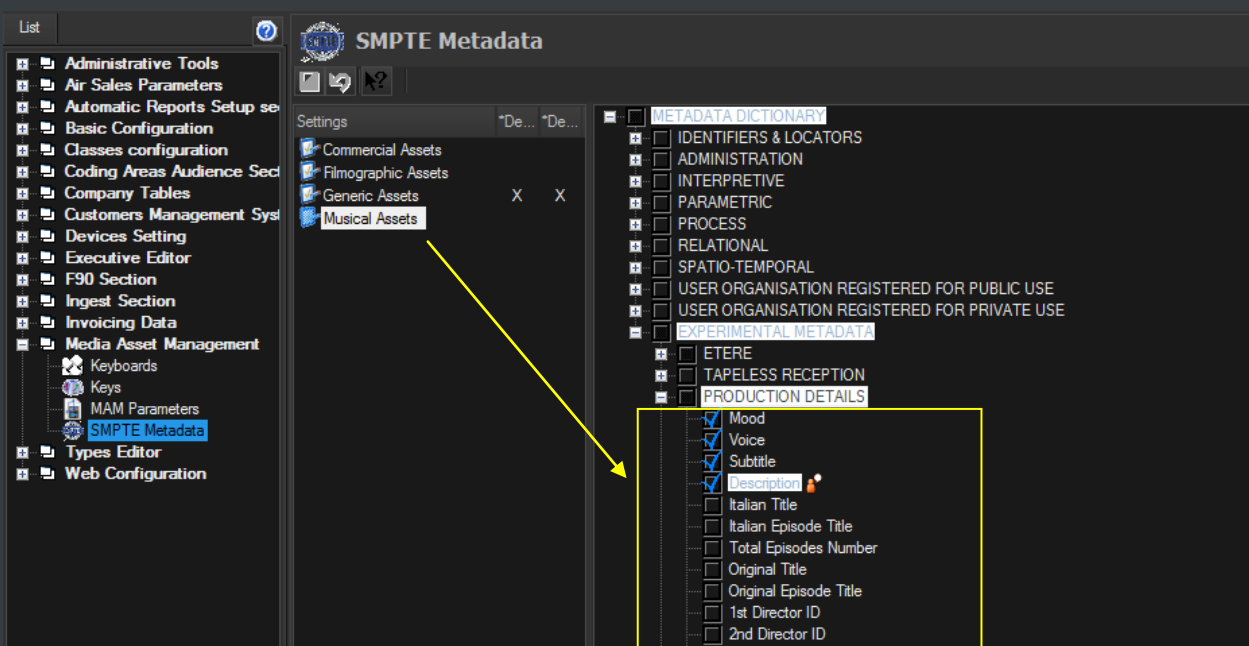 List
SMPTE Metadata
Administrative Tools
Air Sales Parameters
Automatic Reports Setup se
Basic Configuration
Classes configuration
Coding Areas Audience Sect
Company Tables
Customers Management Syst
Devices Setting
Executive Editor
F90 Section
Ingest Section
Invoicing Data
Media Asset Management
Keyboards
Keys
MAM Parameters
SMPTE Metadata
Types Editor
Web Configuration
Settings *De... *De...
Commercial Assets
Filmographic Assets
Generic Assets X X
Musical Assets
METADATA DICTIONARY
IDENTIFIERS & LOCATORS
ADMINISTRATION
INTERPRETIVE
PARAMETRIC
PROCESS
RELATIONAL
SPATIO-TEMPORAL
USER ORGANISATION REGISTERED FOR PUBLIC USE
USER ORGANISATION REGISTERED FOR PRIVATE USE
EXPERIMENTAL METADATA
ETERE
TAPELESS RECEPTION
PRODUCTION DETAILS
Mood
Voice
Subtitle
Description
Italian Title
Italian Episode Title
Total Episodes Number
Original Title
Original Episode Title
1st Director ID
2nd Director ID